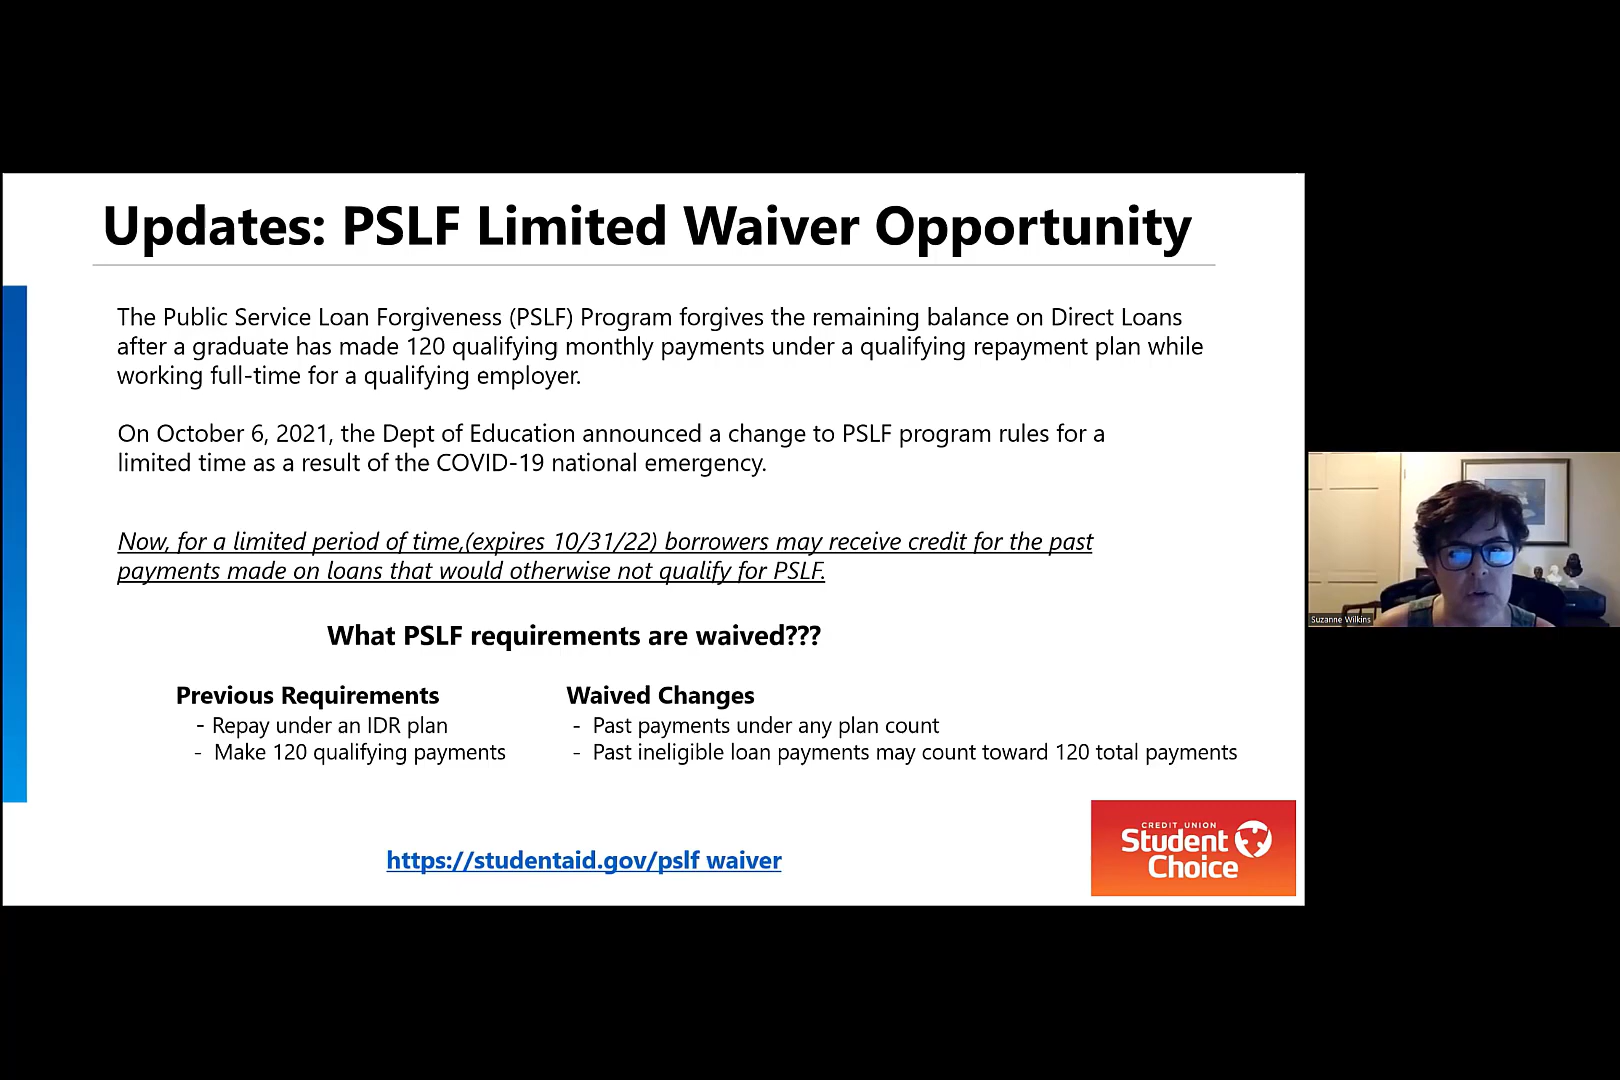 Updates: PSLF Limited Waiver Opportunity
The Public Service Loan Forgiveness (PSLF) Program forgives the remaining balance on Direct Loans
after a graduate has made 120 qualifying monthly payments under a qualifying repayment plan while
working full-time for a qualifying employer.
On October 6, 2021, the Dept of Education announced a change to PSLF program rules for a
limited time as a result of the COVID-19 national emergency.
Now, for a limited period of time,(expires 10/31/22) borrowers may receive credit for the past
payments made on loans that would otherwise not qualify for PSLF.
What PSLF requirements are waived???
Previous Requirements
- Repay under an IDR plan
- Make 120 qualifying payments
Waived Changes
- Past payments under any plan count
- Past ineligible loan payments may count toward 120 total payments
https://studentaid.gov/pslf waiver
CREDIT UNION
Student
Choice
Suzanne Wilkins